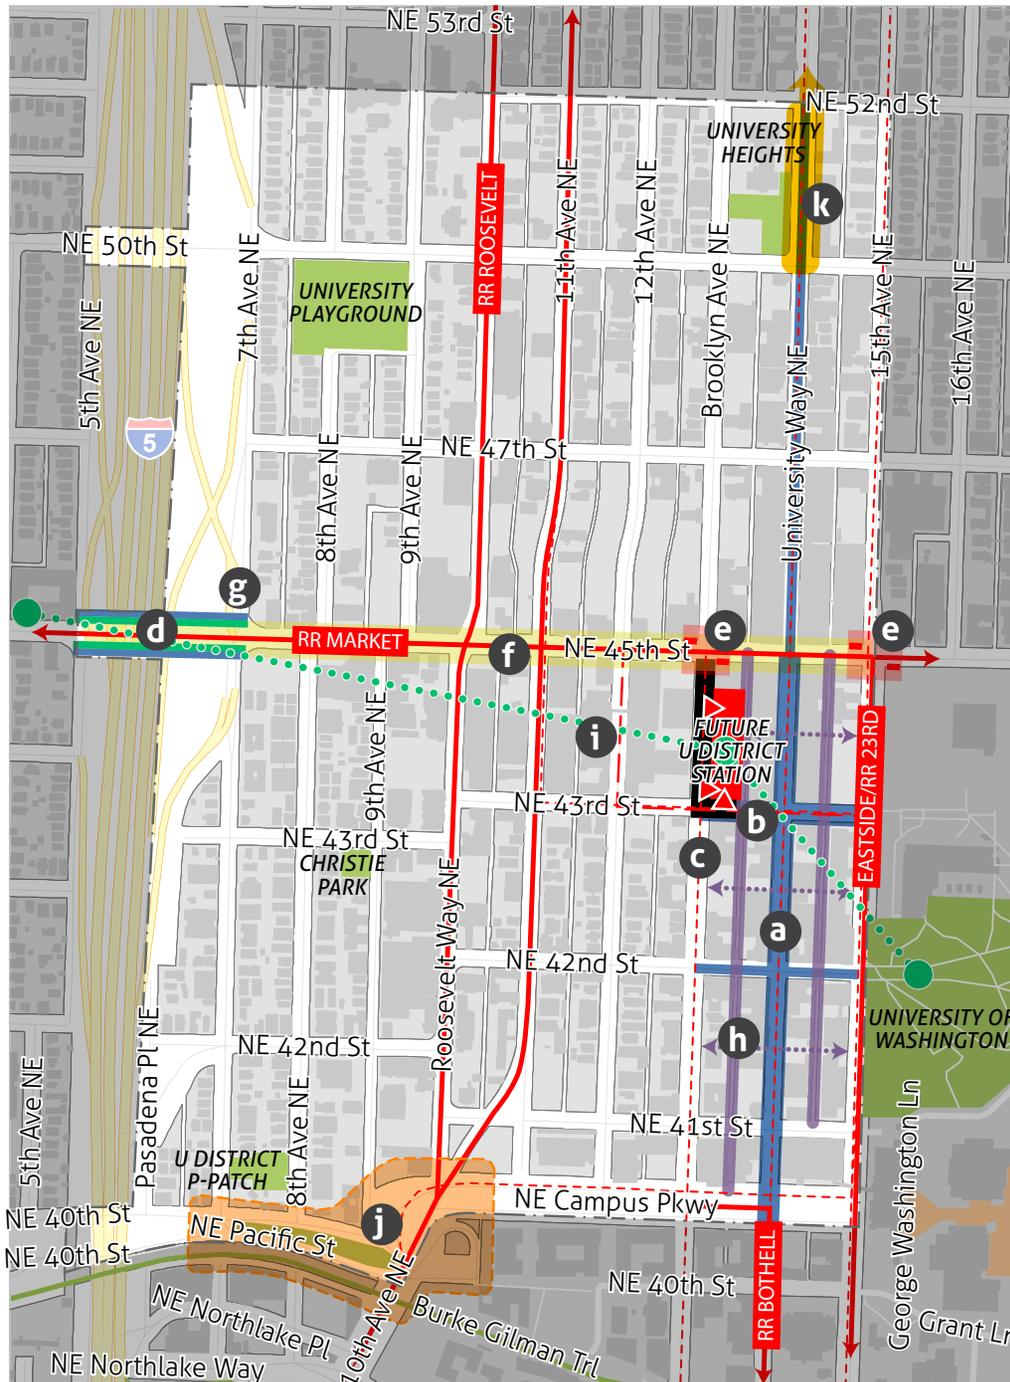 NE 53rd St
NE 52nd St
UNIVERSITY
HEIGHTS
k
RR ROOSEVELT
11th Ave NE
12th Ave NE
Brooklyn Ave NE
NE 50th St
7th Ave NE
15th Ave NE
16th Ave NE
UNIVERSITY
PLAYGROUND
5th Ave NE
University Way NE
5
8th Ave NE
9th Ave NE
NE 47th St
g
d
RR MARKET
f
NE 45th St
e
e
9th Ave NE
i
FUTURE
U DISTRICT
STATION
EASTSIDE/RR 23RD
NE 43rd St
b
NE 43rd St
CHRISTIE
PARK
c
Roosevelt Way NE
a
NE 42nd St
UNIVERSITY OF
WASHINGTON
Pasadena Pl NE
NE 42nd St
h
5th Ave NE
8th Ave NE
George Washington Ln
NE 41st St
U DISTRICT
P-PATCH
NE Campus Pkwy
NE 40th St
NE Pacific St
j
NE 40th St
NE 40th St
RR BOTHELL
10th Ave NE
Burke Gilman Trl
NE Northlake Pl
Grant Ln
NE Northlake Way